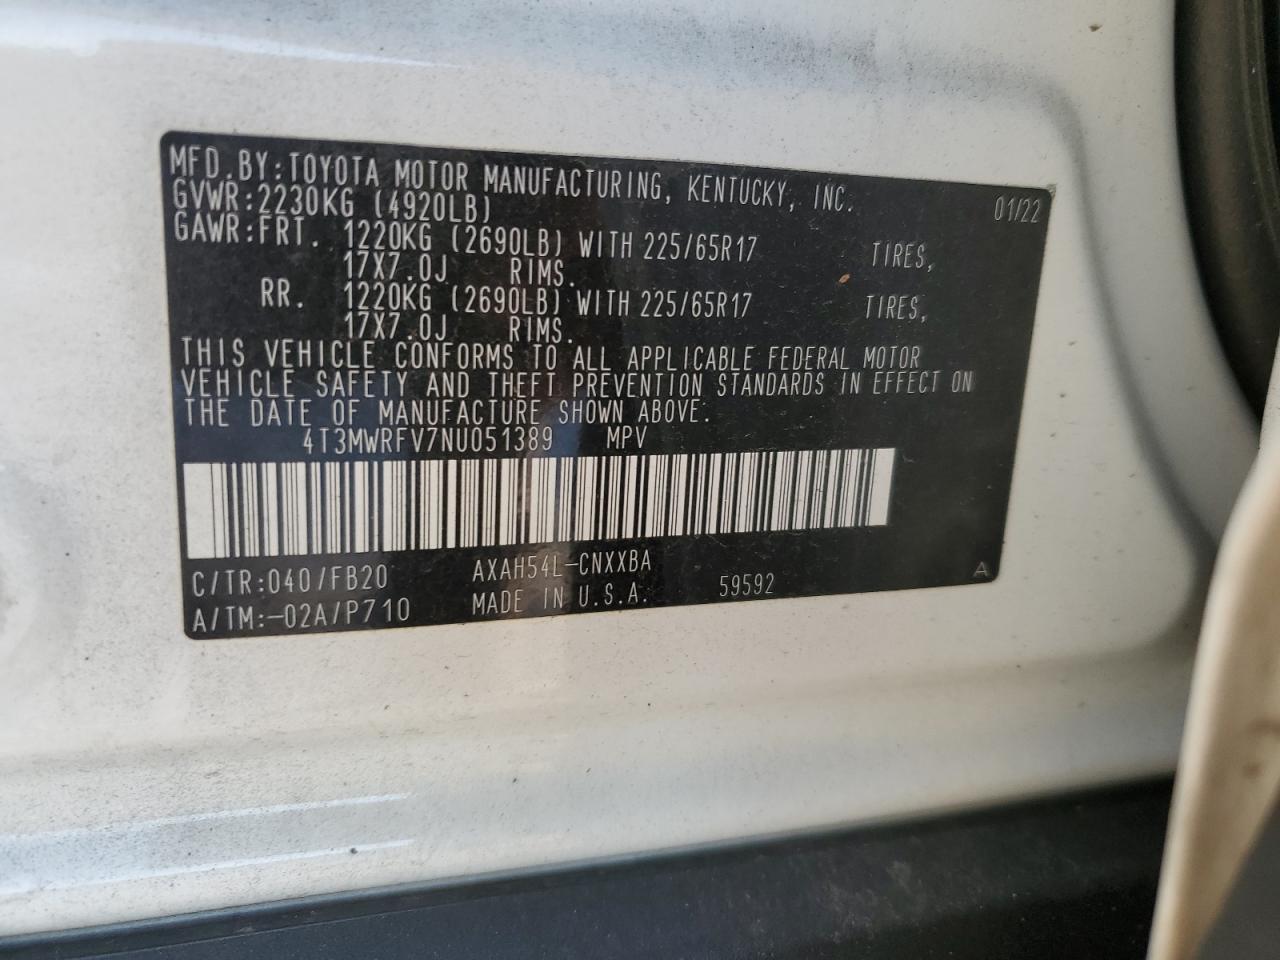 MFD.BY:TOYOTA MOTOR MANUFACTURING, KENTUCKY, INC. 01/22
GVWR:2230KG (4920LB)
GAWR:FRT. 1220KG (2690LB) WITH 225/65R17 TIRES,
17X7.0J RIMS.
RR. 1220KG (2690LB) WITH 225/65R17 TIRES,
17X7.0J RIMS.
THIS VEHICLE CONFORMS TO ALL APPLICABLE FEDERAL MOTOR
VEHICLE SAFETY AND THEFT PREVENTION STANDARDS IN EFFECT ON
THE DATE OF MANUFACTURE SHOWN ABOVE.
4T3MWRFV7NU051389 MPV
C/TR:040/FB20 AXAH54L-CNXXBA
A/TM:-02A/P710 MADE IN U.S.A. 59592 A